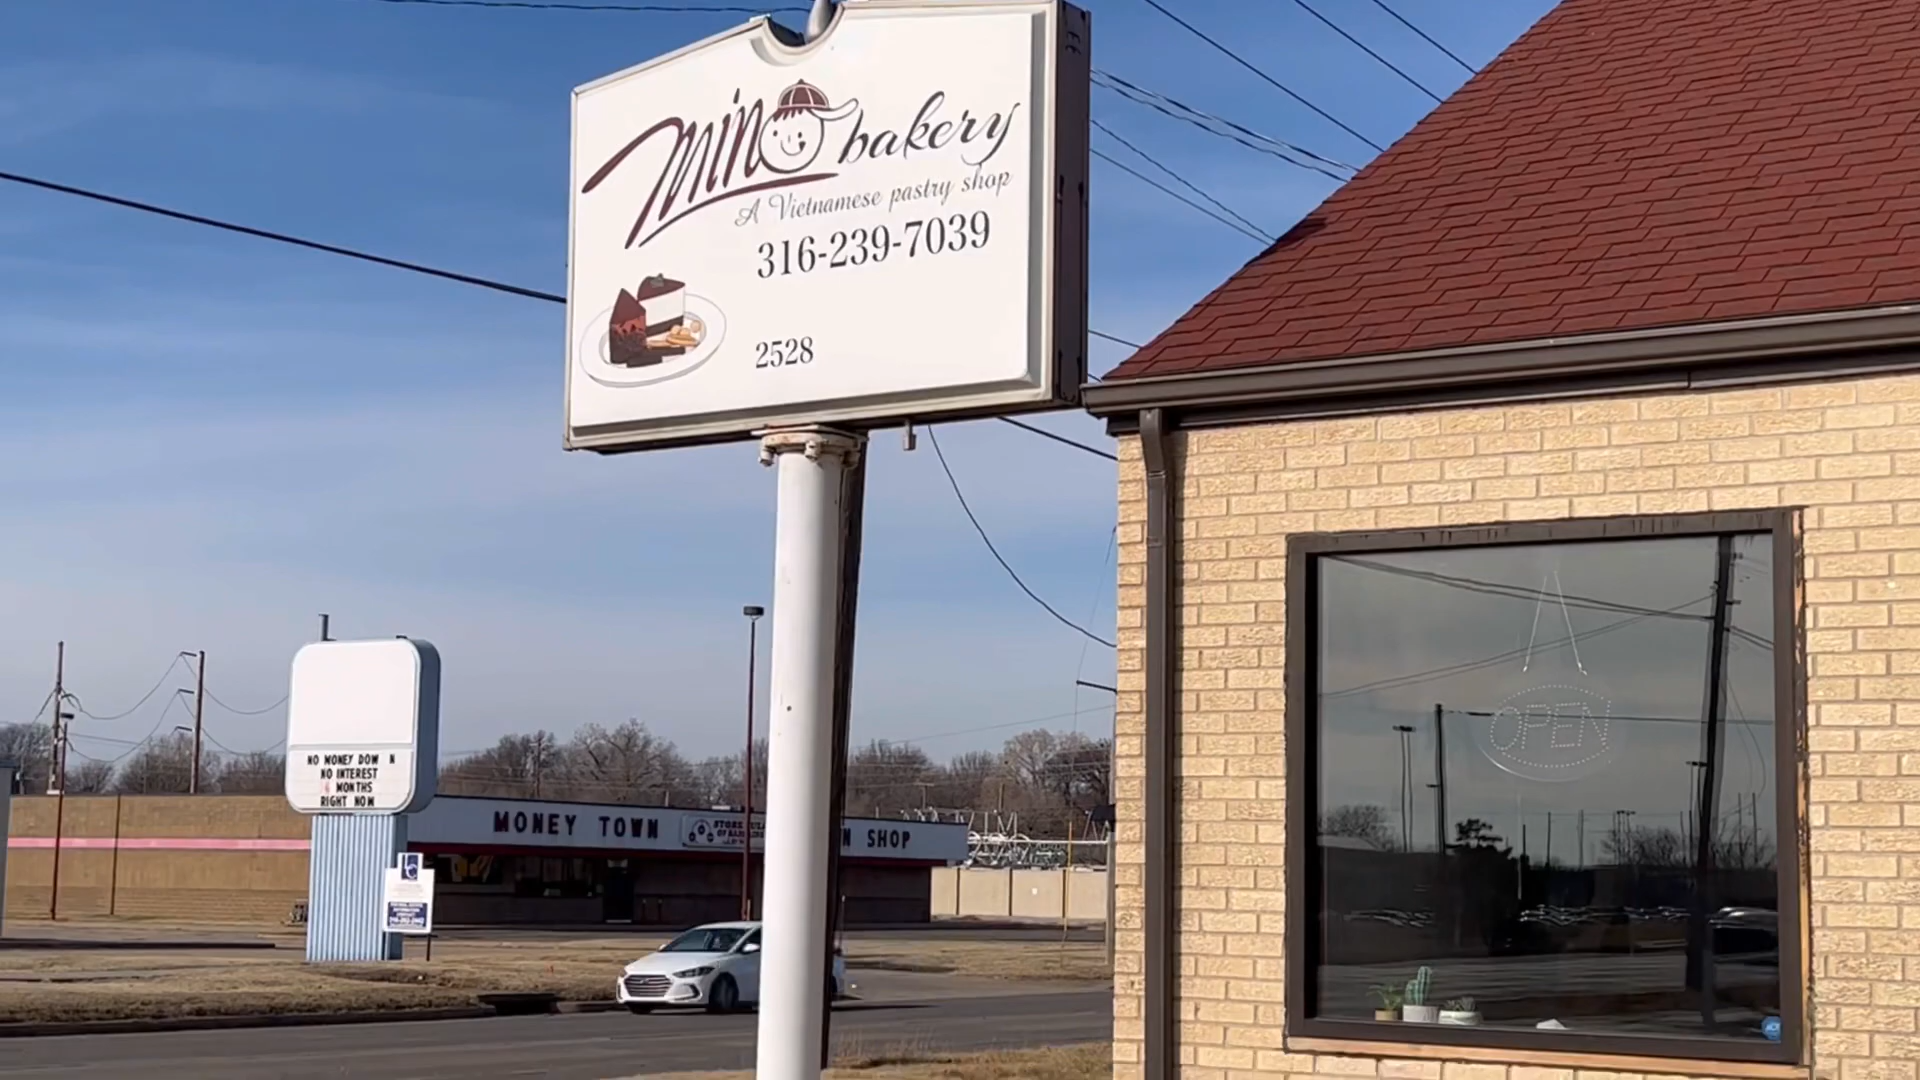 Mino bakery
A Vietnamese pastry shop
316-239-7039
2528
NO MONEY DOW N
NO INTEREST
6 MONTHS
RIGHT NOW
MONEY TOWN
N SHOP
OPEN